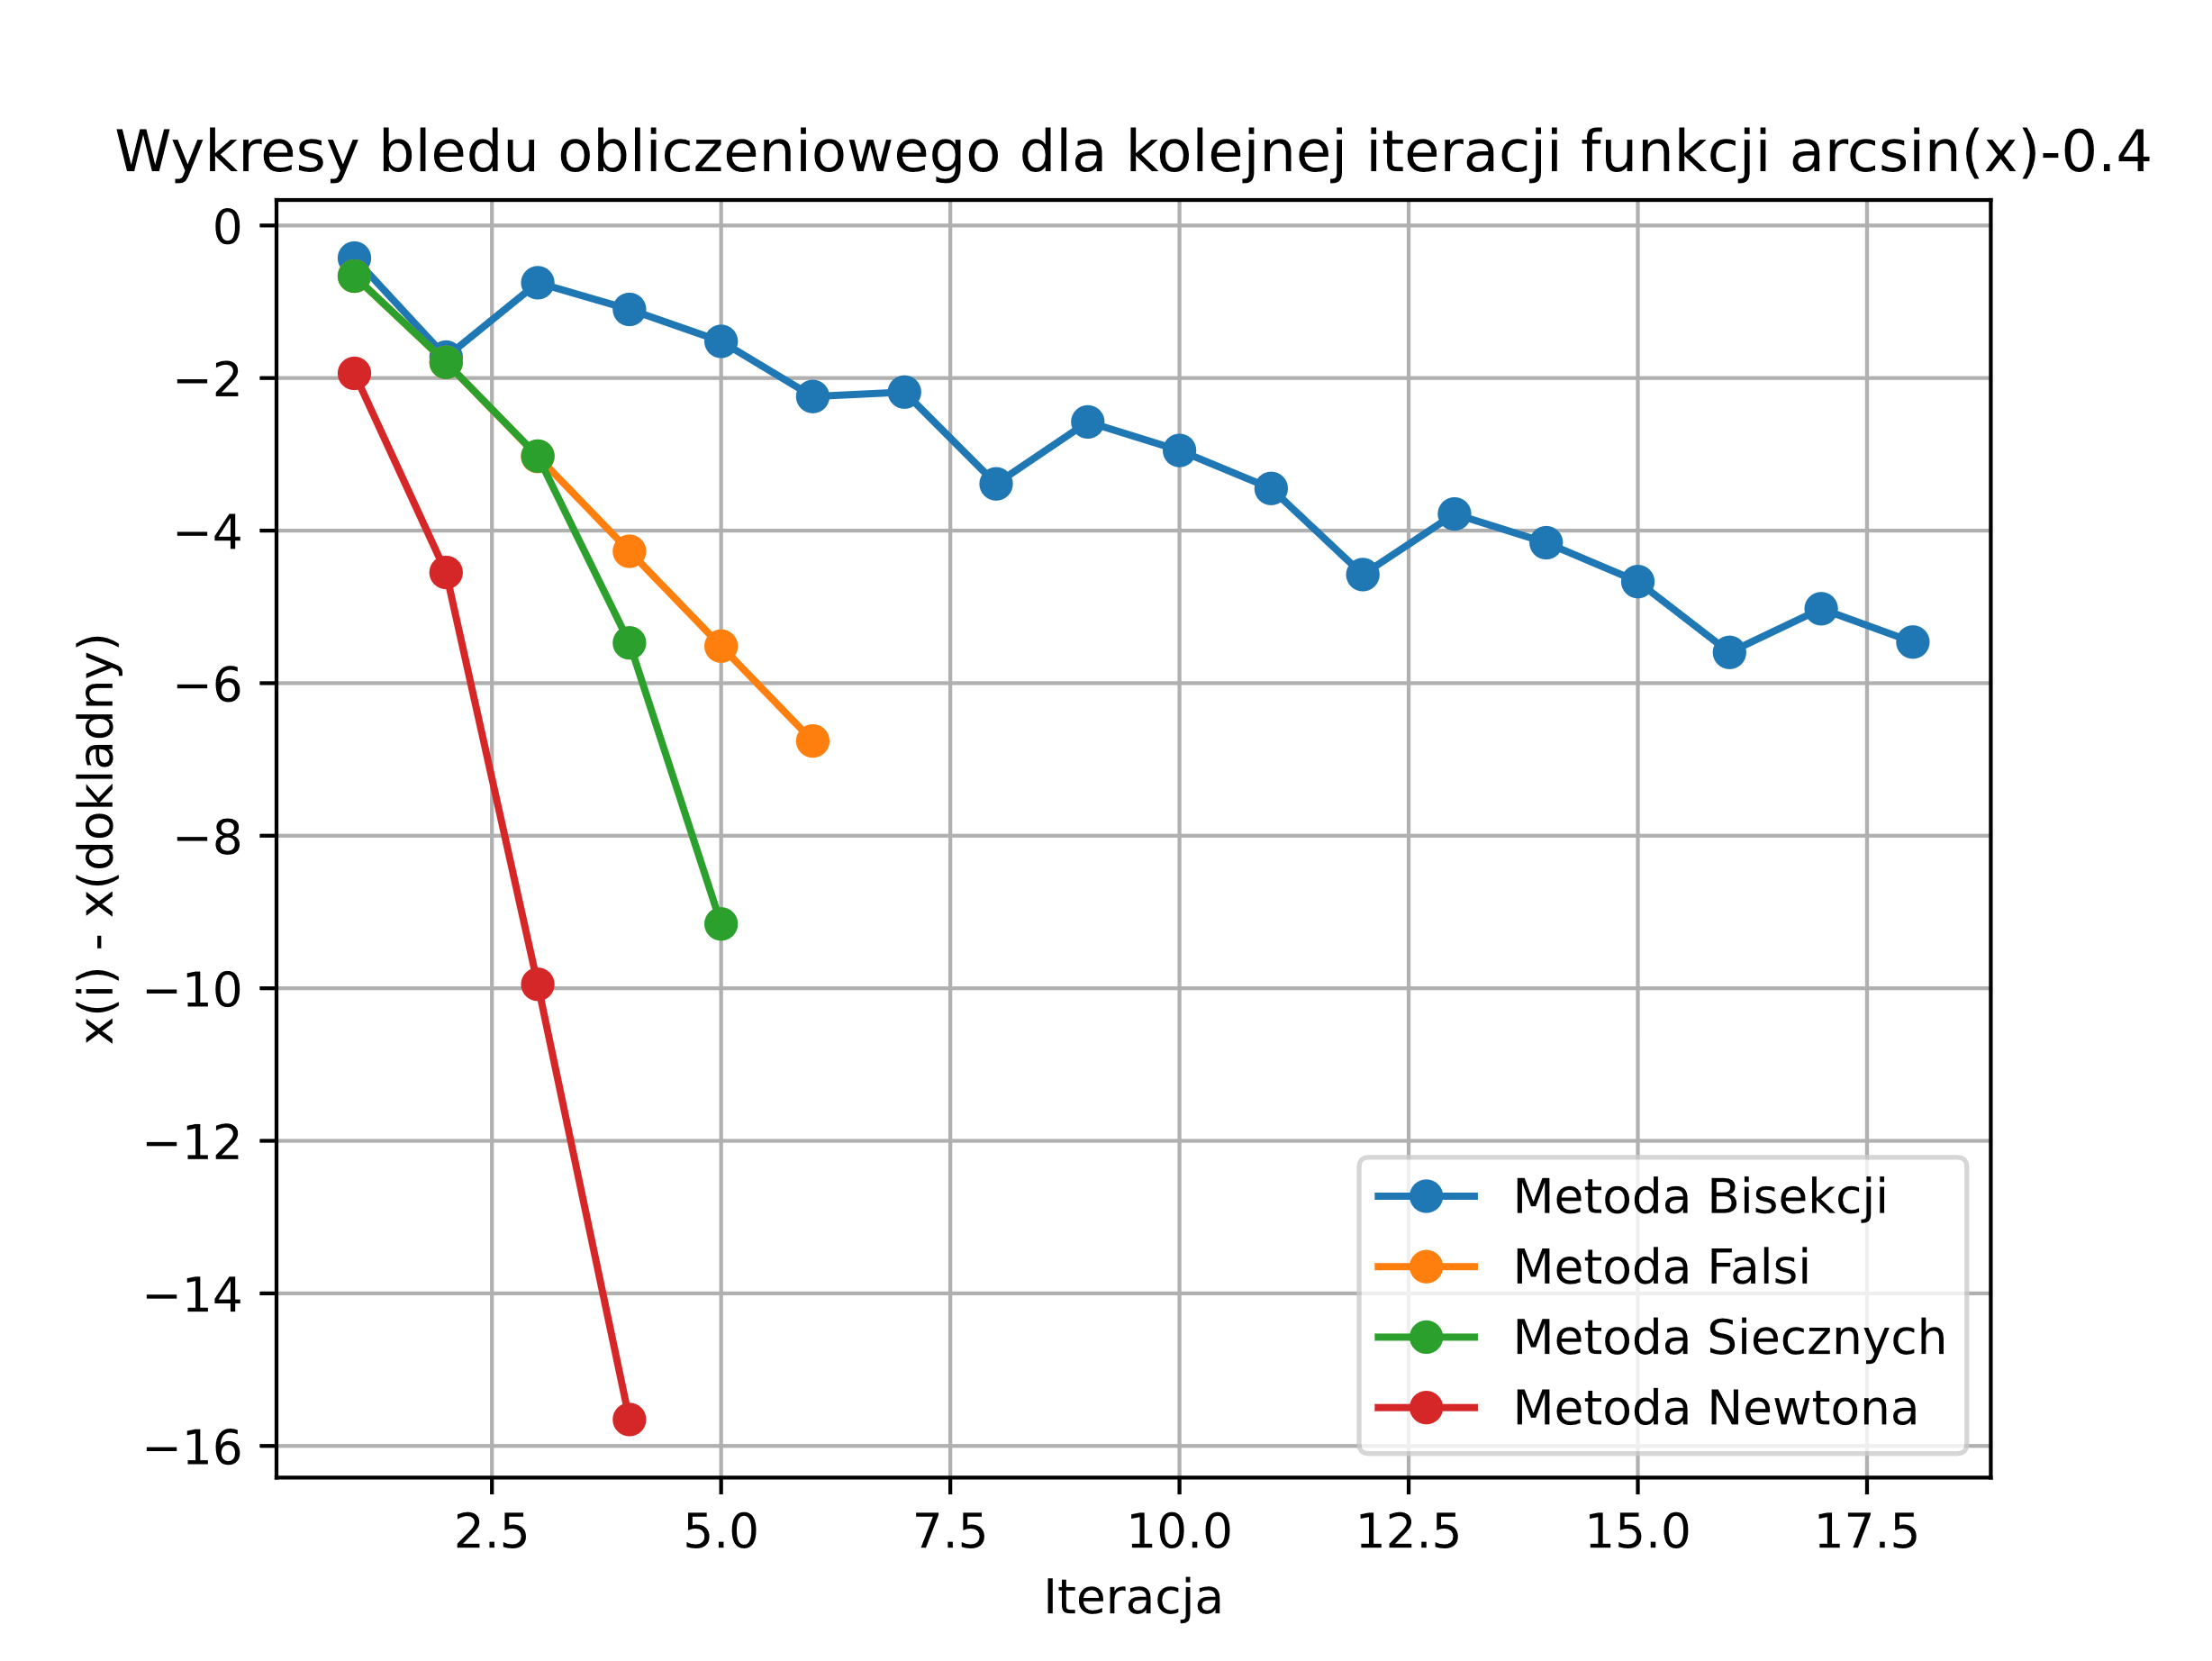 Wykresy bledu obliczeniowego dla kolejnej iteracji funkcji arcsin(x)-0.4
0
−2
−4
−6
−8
−10
−12
−14
−16
x(i) - x(dokladny)
2.5 5.0 7.5 10.0 12.5 15.0 17.5
Iteracja
Metoda Bisekcji
Metoda Falsi
Metoda Siecznych
Metoda Newtona